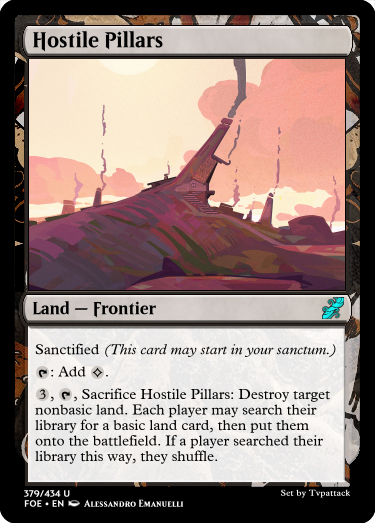 Hostile Pillars
Land — Frontier
Sanctified (This card may start in your sanctum.)
: Add .
3, , Sacrifice Hostile Pillars: Destroy target
nonbasic land. Each player may search their
library for a basic land card, then put them
onto the battlefield. If a player searched their
library this way, they shuffle.
379/434 U
FOE • EN Alessandro Emanuelli
Set by Tvpattack